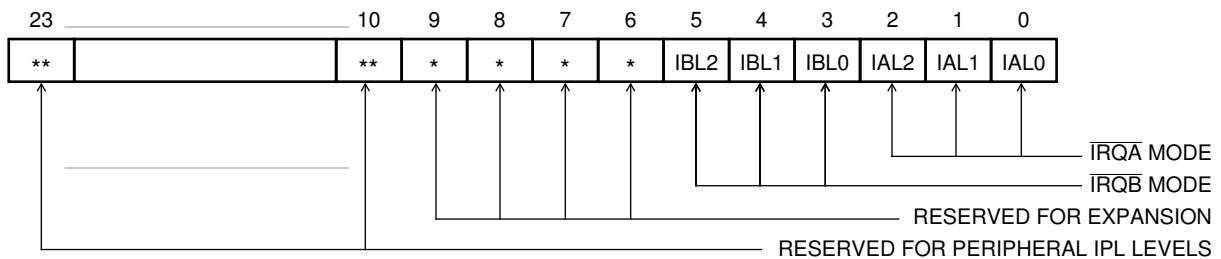 23 10 9 8 7 6 5 4 3 2 1 0
** ** * * * * IBL2 IBL1 IBL0 IAL2 IAL1 IAL0
IRQA MODE
IRQB MODE
RESERVED FOR EXPANSION
RESERVED FOR PERIPHERAL IPL LEVELS